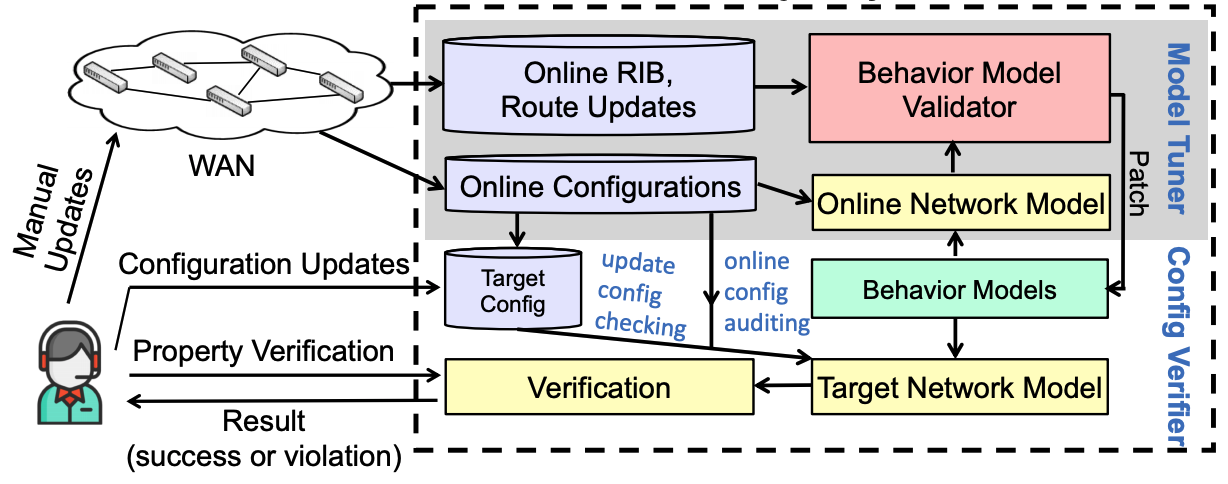 Online RIB,
Route Updates
Behavior Model
Validator
Model Tuner
WAN
Online Configurations
Online Network Model
Patch
Manual
Updates
Configuration Updates
Target
Config
update
config
checking
online
config
auditing
Behavior Models
Config Verifier
Property Verification
Verification
Target Network Model
Result
(success or violation)